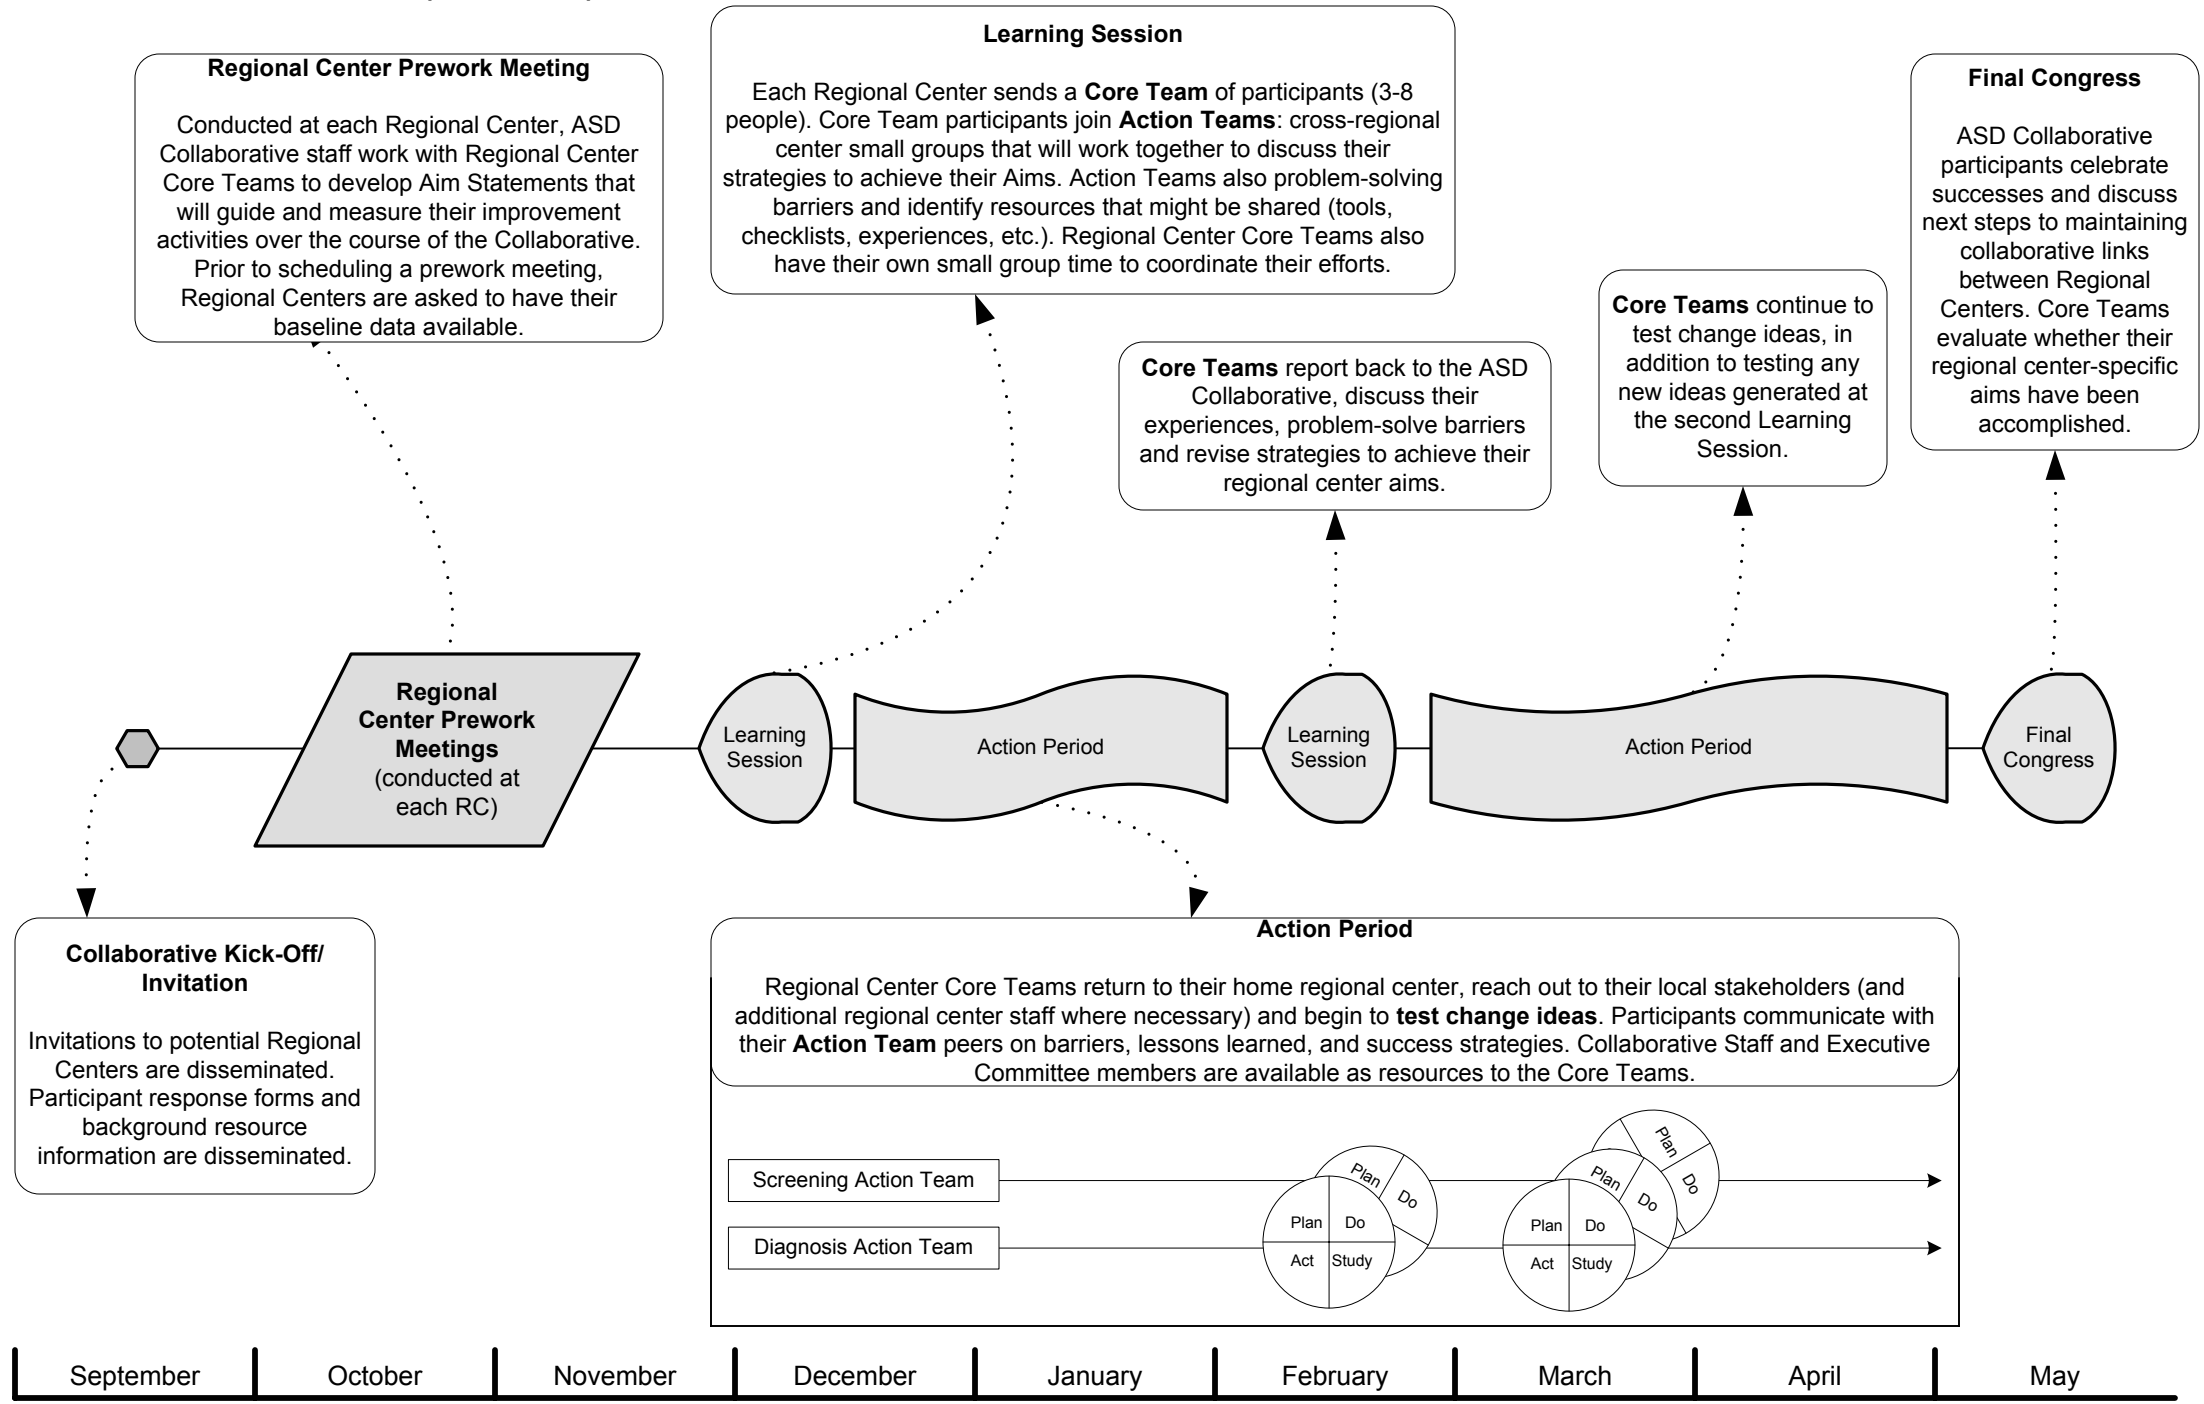 Regional Center Prework Meeting
Conducted at each Regional Center, ASD
Collaborative staff work with Regional Center
Core Teams to develop Aim Statements that
will guide and measure their improvement
activities over the course of the Collaborative.
Prior to scheduling a prework meeting,
Regional Centers are asked to have their
baseline data available.
Learning Session
Each Regional Center sends a Core Team of participants (3-8
people). Core Team participants join Action Teams: cross-regional
center small groups that will work together to discuss their
strategies to achieve their Aims. Action Teams also problem-solving
barriers and identify resources that might be shared (tools,
checklists, experiences, etc.). Regional Center Core Teams also
have their own small group time to coordinate their efforts.
Core Teams report back to the ASD
Collaborative, discuss their
experiences, problem-solve barriers
and revise strategies to achieve their
regional center aims.
Core Teams continue to
test change ideas, in
addition to testing any
new ideas generated at
the second Learning
Session.
Final Congress
ASD Collaborative
participants celebrate
successes and discuss
next steps to maintaining
collaborative links
between Regional
Centers. Core Teams
evaluate whether their
regional center-specific
aims have been
accomplished.
Regional
Center Prework
Meetings
(conducted at
each RC)
Learning
Session
Action Period
Learning
Session
Action Period
Final
Congress
Collaborative Kick-Off/
Invitation
Invitations to potential Regional
Centers are disseminated.
Participant response forms and
background resource
information are disseminated.
Action Period
Regional Center Core Teams return to their home regional center, reach out to their local stakeholders (and
additional regional center staff where necessary) and begin to test change ideas. Participants communicate with
their Action Team peers on barriers, lessons learned, and success strategies. Collaborative Staff and Executive
Committee members are available as resources to the Core Teams.
Screening Action Team
Diagnosis Action Team
Plan
Do
Plan
Do
Act
Study
Plan
Do
Plan
Do
Plan
Do
Act
Study
September
October
November
December
January
February
March
April
May